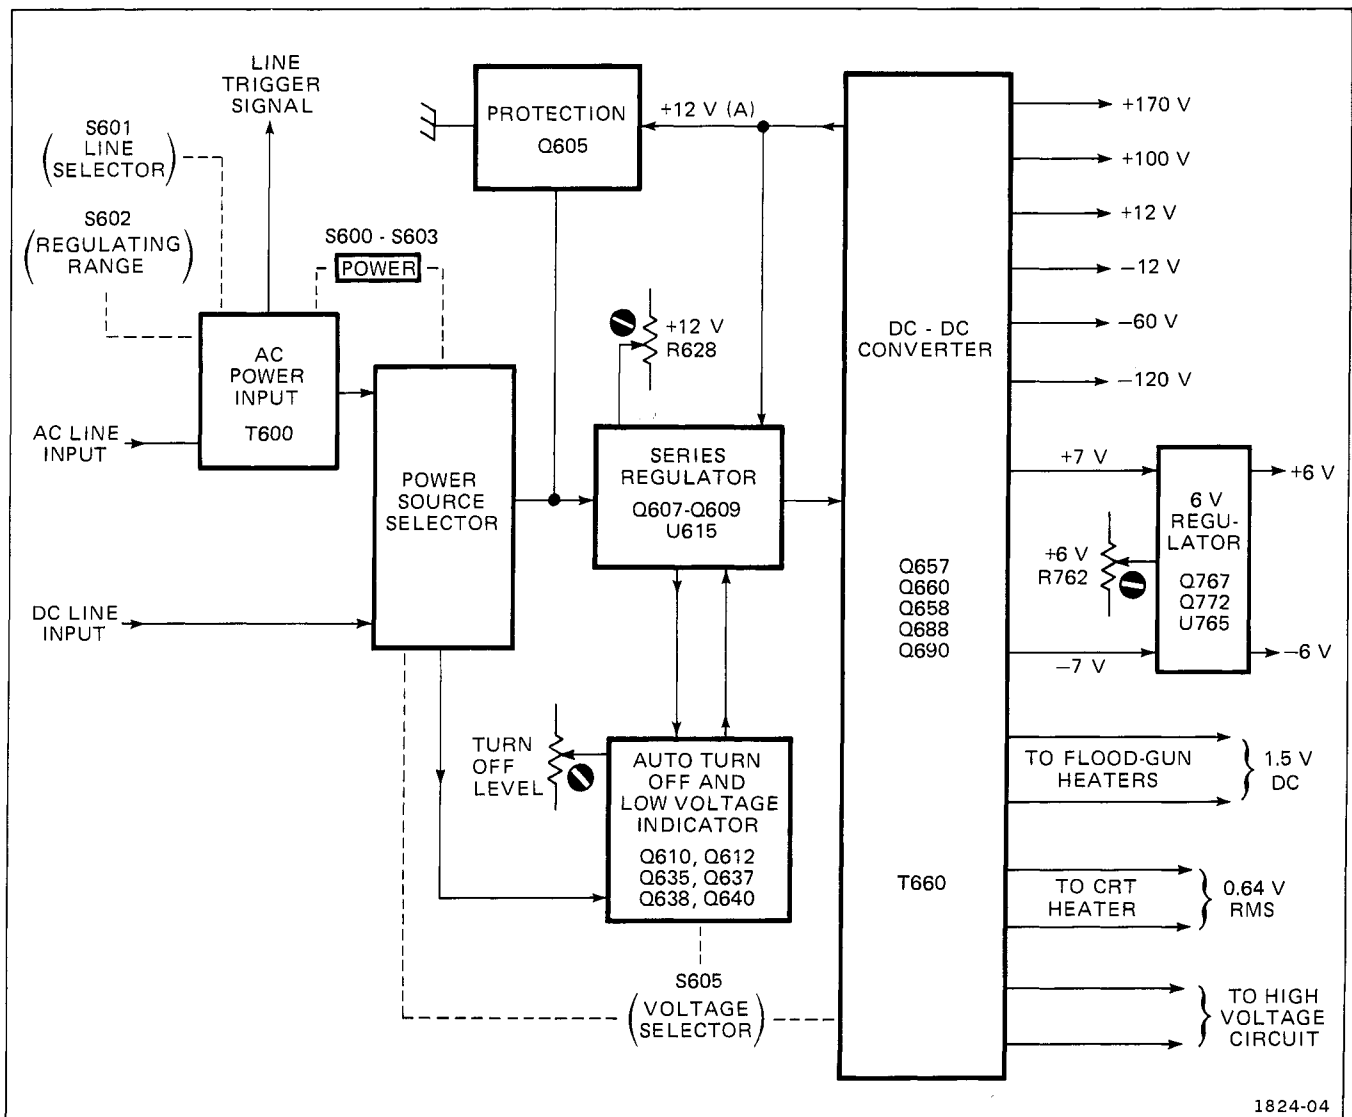 LINE
TRIGGER
SIGNAL
S601
LINE
SELECTOR
S602
REGULATING
RANGE
S600 - S603
POWER
PROTECTION
Q605
+12 V (A)
AC
POWER
INPUT
T600
AC LINE
INPUT
DC LINE
INPUT
POWER
SOURCE
SELECTOR
+12 V
R628
SERIES
REGULATOR
Q607-Q609
U615
TURN
OFF
LEVEL
AUTO TURN
OFF AND
LOW VOLTAGE
INDICATOR
Q610, Q612
Q635, Q637
Q638, Q640
S605
VOLTAGE
SELECTOR
DC - DC
CONVERTER
Q657
Q660
Q658
Q688
Q690
T660
+170 V
+100 V
+12 V
−12 V
−60 V
−120 V
+7 V
+6 V
R762
−7 V
6 V
REGU-
LATOR
Q767
Q772
U765
+6 V
−6 V
TO FLOOD-GUN
HEATERS
1.5 V
DC
TO CRT
HEATER
0.64 V
RMS
TO HIGH
VOLTAGE
CIRCUIT
1824-04